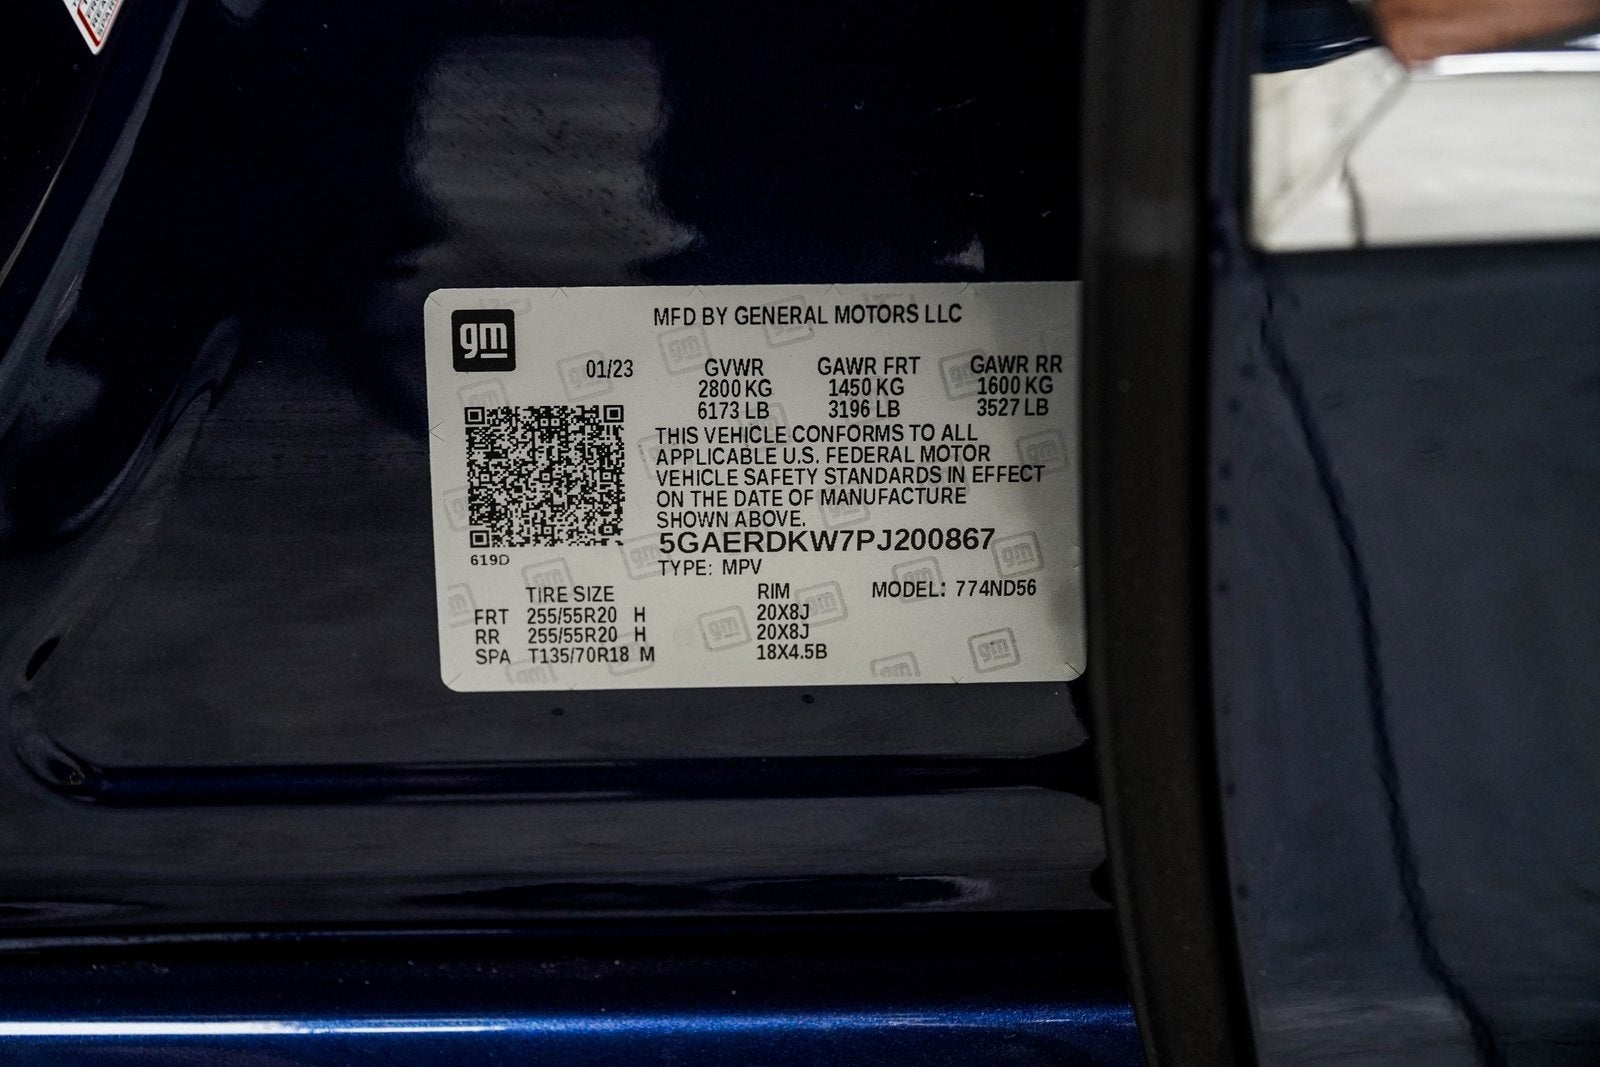 gm
MFD BY GENERAL MOTORS LLC
01/23 GVWR GAWR FRT GAWR RR
2800 KG 1450 KG 1600 KG
6173 LB 3196 LB 3527 LB
THIS VEHICLE CONFORMS TO ALL
APPLICABLE U.S. FEDERAL MOTOR
VEHICLE SAFETY STANDARDS IN EFFECT
ON THE DATE OF MANUFACTURE
SHOWN ABOVE.
5GAERDKW7PJ200867
619D
TYPE: MPV
TIRE SIZE RIM MODEL: 774ND56
FRT 255/55R20 H 20X8J
RR 255/55R20 H 20X8J
SPA T135/70R18 M 18X4.5B